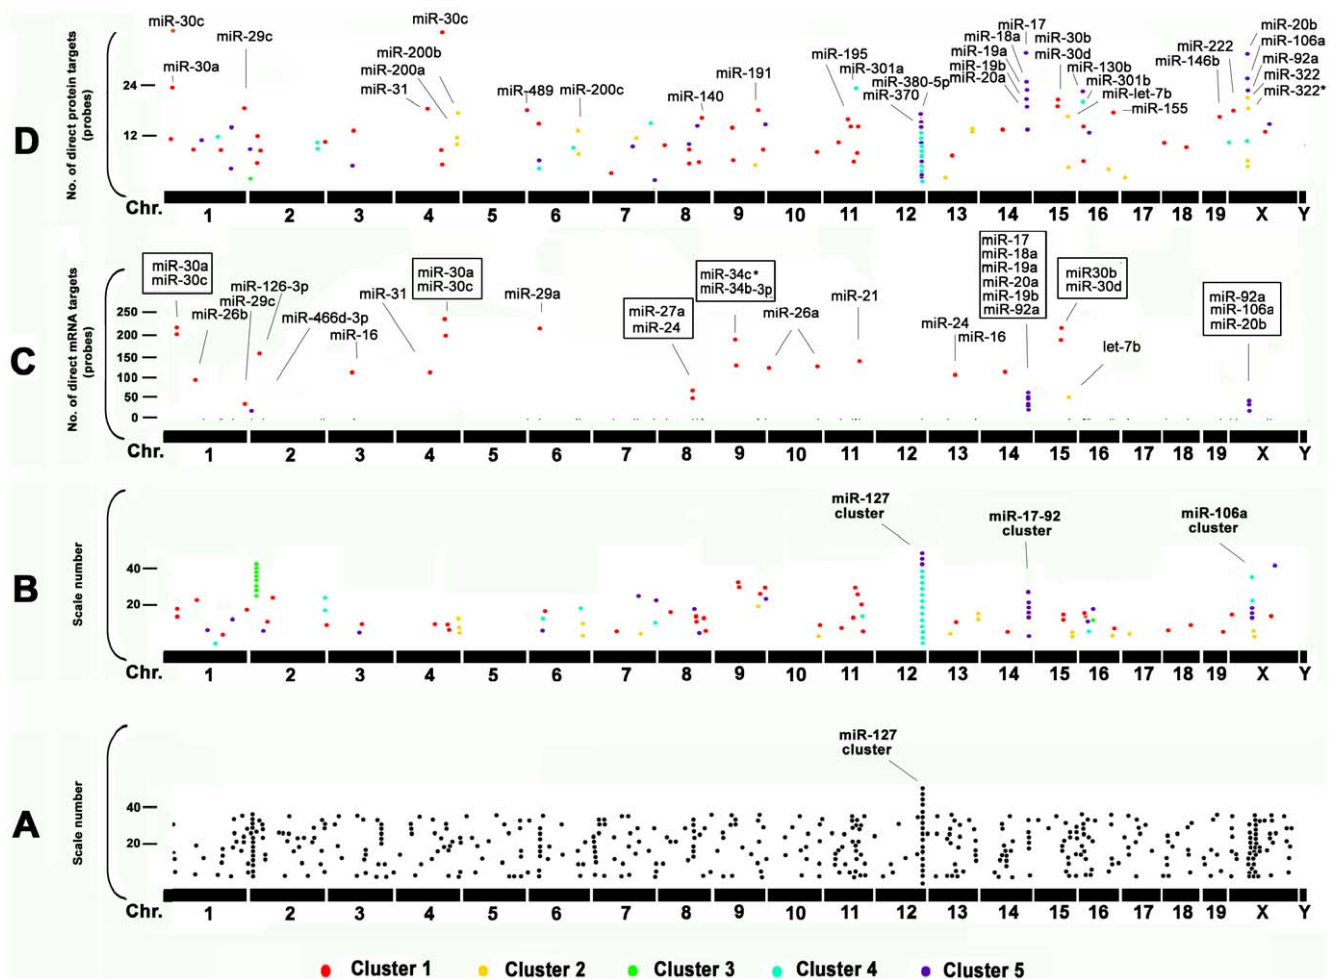 D
No. of direct protein targets
(probes)
24
12
miR-30c
miR-30a
miR-29c
miR-30c
miR-200b
miR-200a
miR-31
miR-489
miR-200c
miR-140
miR-191
miR-195
miR-301a
miR-380-5p
miR-370
miR-17
miR-18a
miR-19a
miR-19b
miR-20a
miR-30b
miR-30d
miR-130b
miR-301b
miR-let-7b
miR-155
miR-222
miR-146b
miR-20b
miR-106a
miR-92a
miR-322
miR-322*
Chr. 1 2 3 4 5 6 7 8 9 10 11 12 13 14 15 16 17 18 19 X Y
C
No. of direct mRNA targets
(probes)
250
200
150
100
50
0
miR-30a
miR-30c
miR-26b
miR-126-3p
miR-29c
miR-466d-3p
miR-16
miR-31
miR-30a
miR-30c
miR-29a
miR-27a
miR-24
miR-34c*
miR-34b-3p
miR-26a
miR-21
miR-24
miR-16
miR-17
miR-18a
miR-19a
miR-20a
miR-19b
miR-92a
miR30b
miR-30d
let-7b
miR-92a
miR-106a
miR-20b
Chr. 1 2 3 4 5 6 7 8 9 10 11 12 13 14 15 16 17 18 19 X Y
B
Scale number
40
20
miR-127
cluster
miR-17-92
cluster
miR-106a
cluster
Chr. 1 2 3 4 5 6 7 8 9 10 11 12 13 14 15 16 17 18 19 X Y
A
Scale number
40
20
miR-127
cluster
Chr. 1 2 3 4 5 6 7 8 9 10 11 12 13 14 15 16 17 18 19 X Y
Cluster 1 Cluster 2 Cluster 3 Cluster 4 Cluster 5